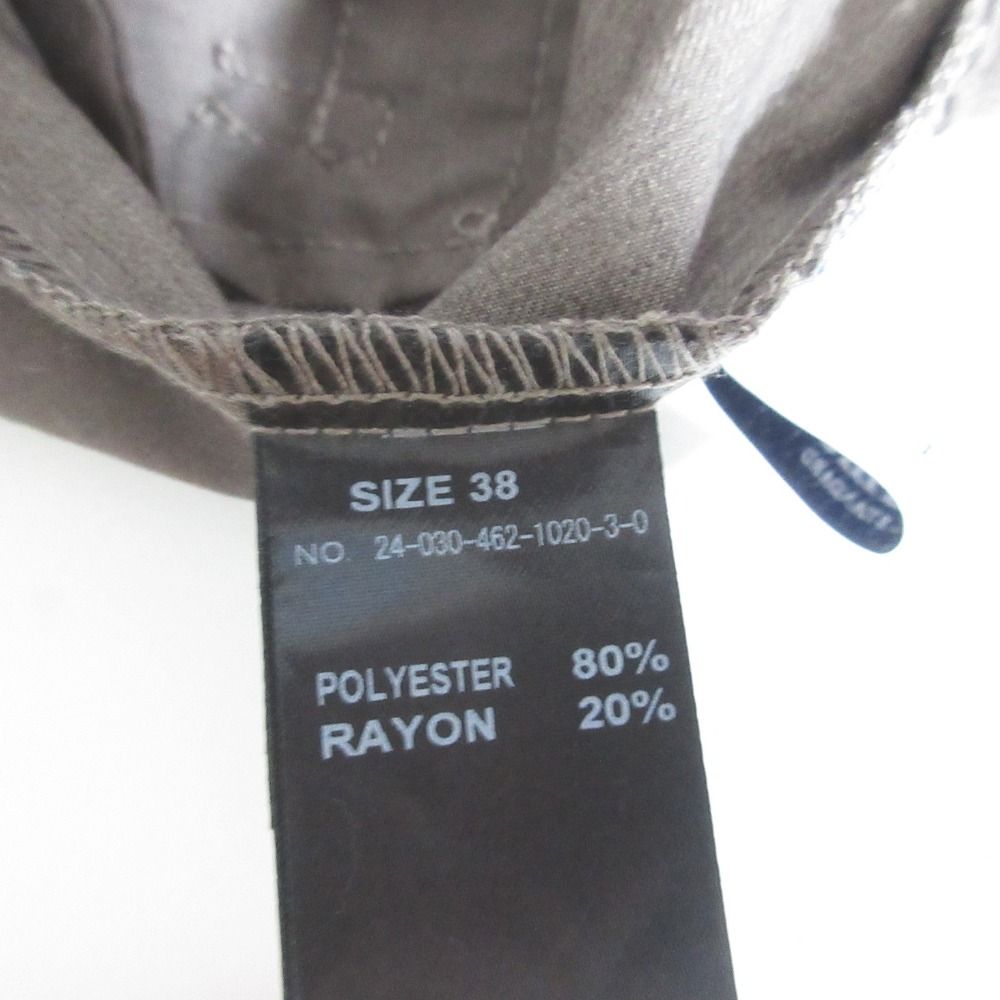 SIZE 38
NO. 24-030-462-1020-3-0
POLYESTER 80%
RAYON 20%